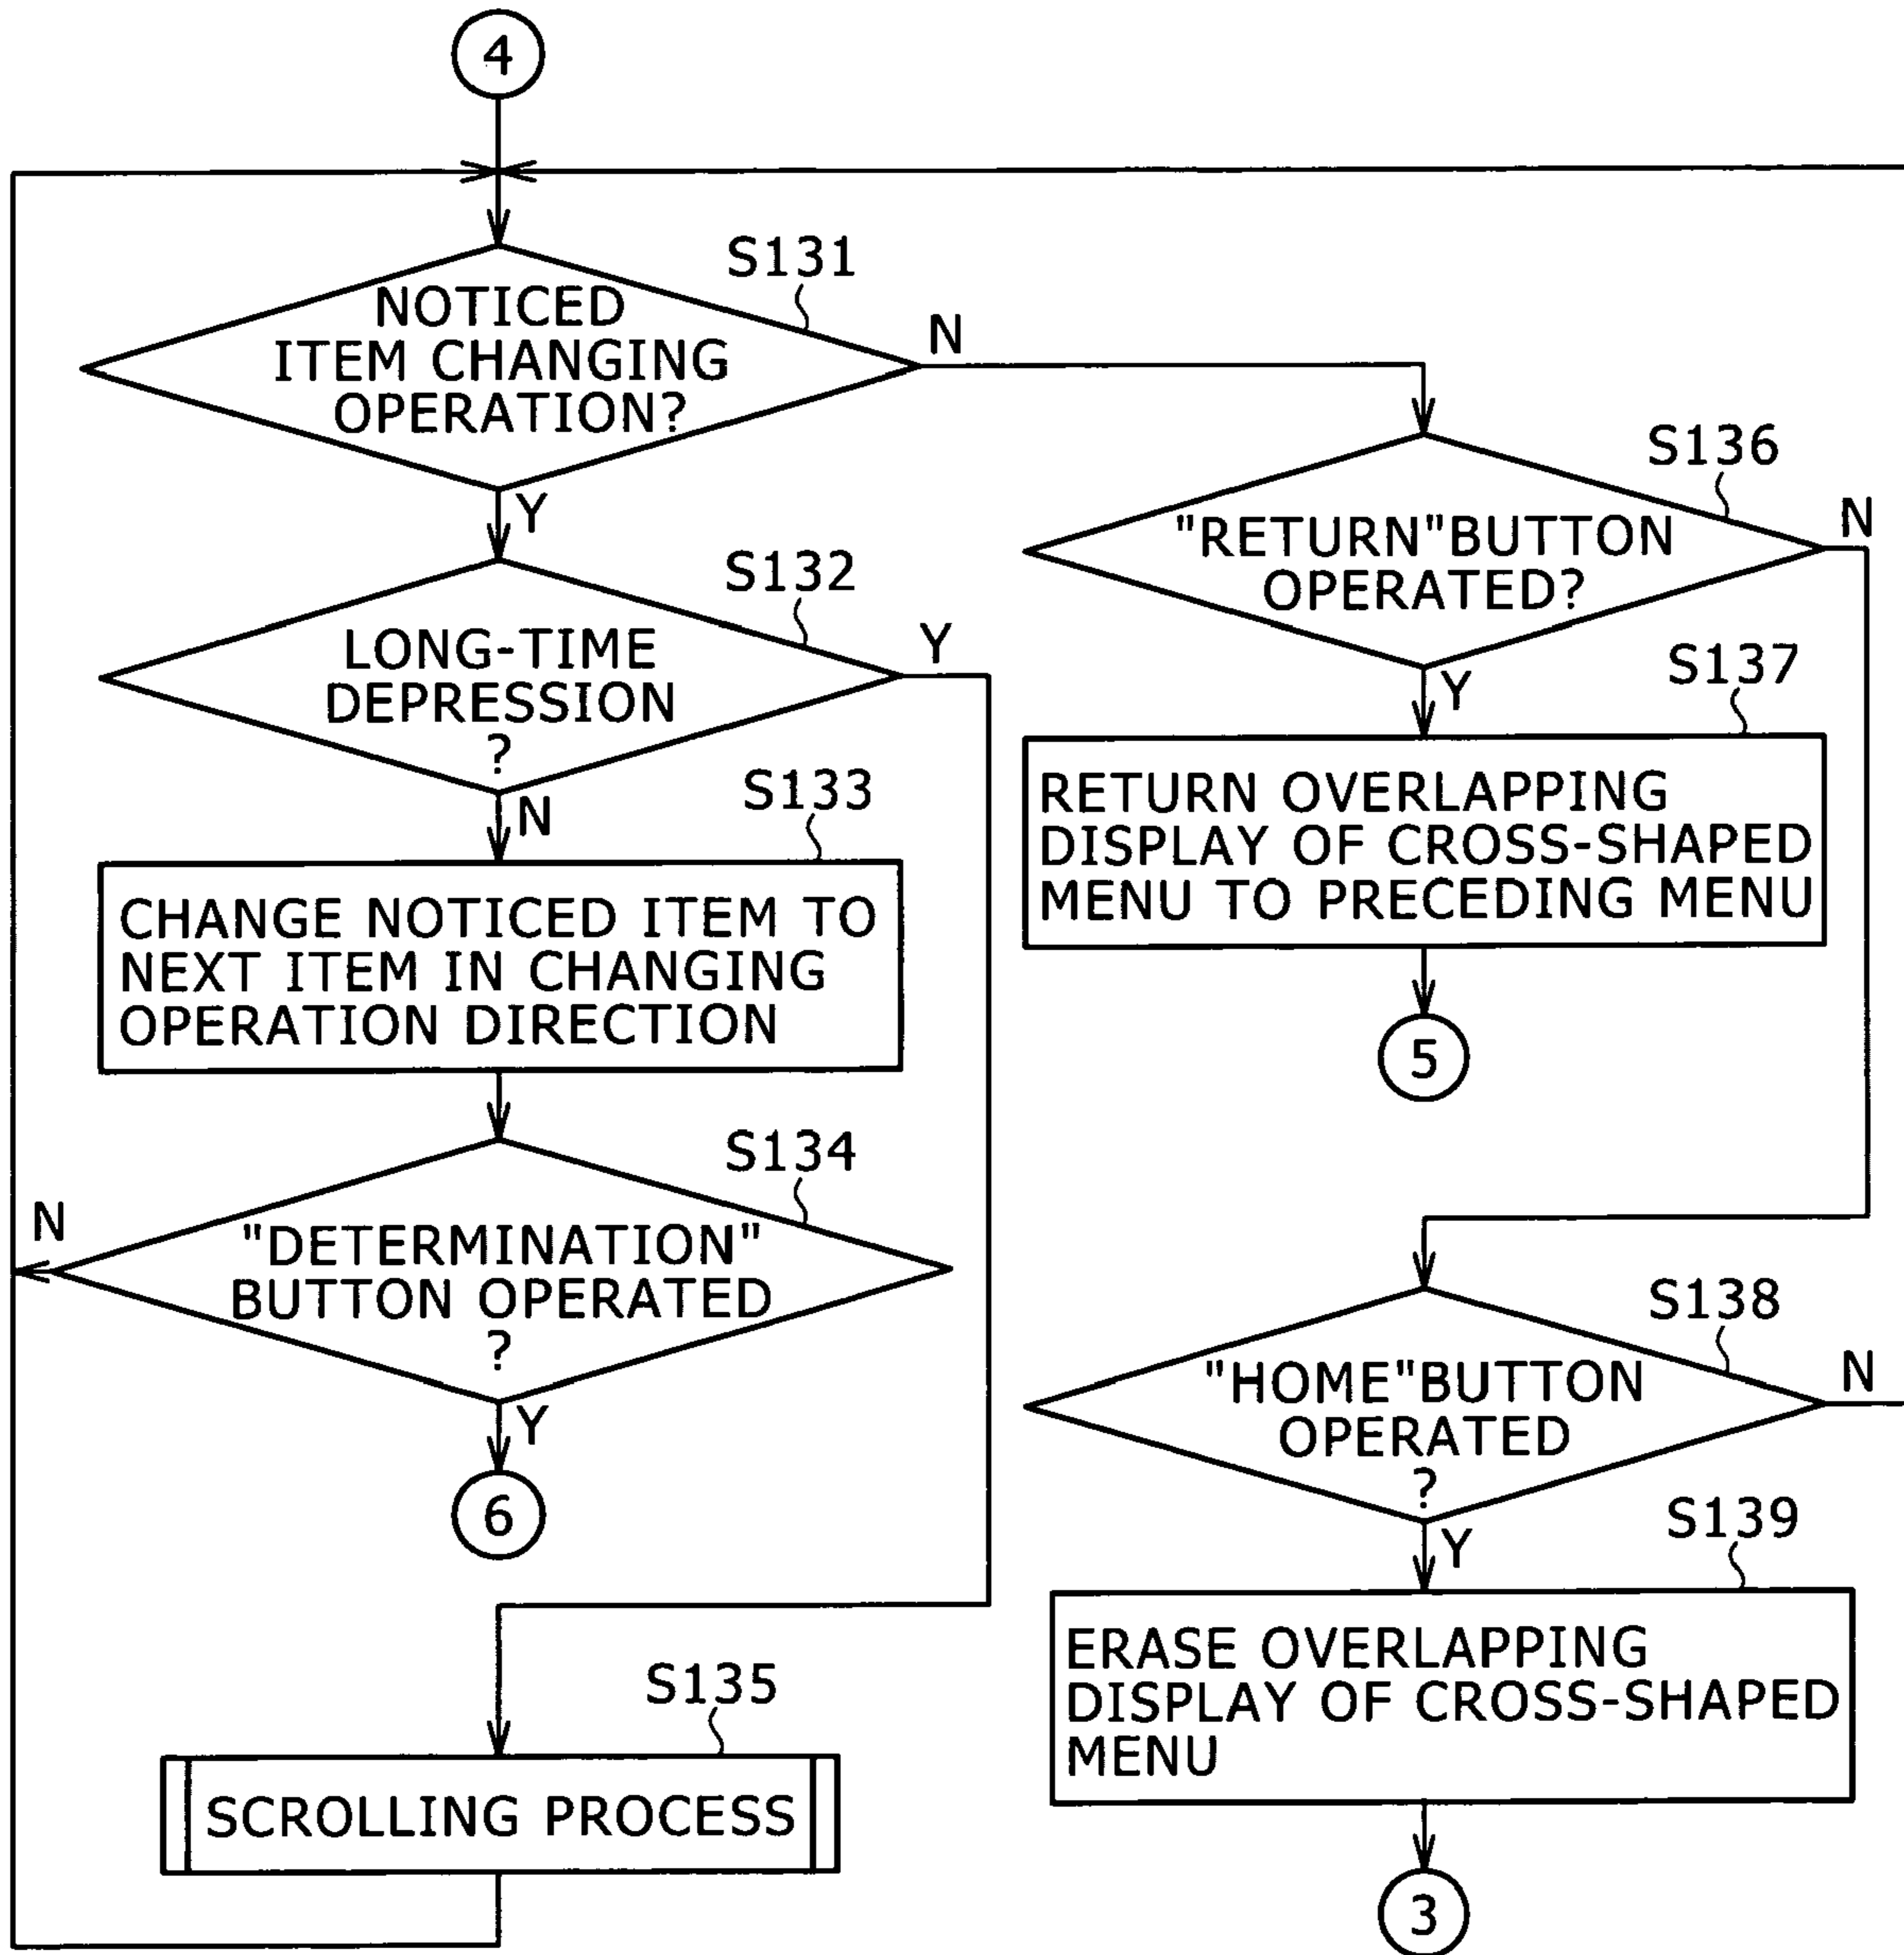 4
S131
NOTICED
ITEM CHANGING
OPERATION?
N
Y
S132
LONG-TIME
DEPRESSION
?
Y
N
S133
CHANGE NOTICED ITEM TO
NEXT ITEM IN CHANGING
OPERATION DIRECTION
S134
"DETERMINATION"
BUTTON OPERATED
?
N
Y
6
S135
SCROLLING PROCESS
S136
"RETURN"BUTTON
OPERATED?
N
Y
S137
RETURN OVERLAPPING
DISPLAY OF CROSS-SHAPED
MENU TO PRECEDING MENU
5
S138
"HOME"BUTTON
OPERATED
?
N
Y
S139
ERASE OVERLAPPING
DISPLAY OF CROSS-SHAPED
MENU
3